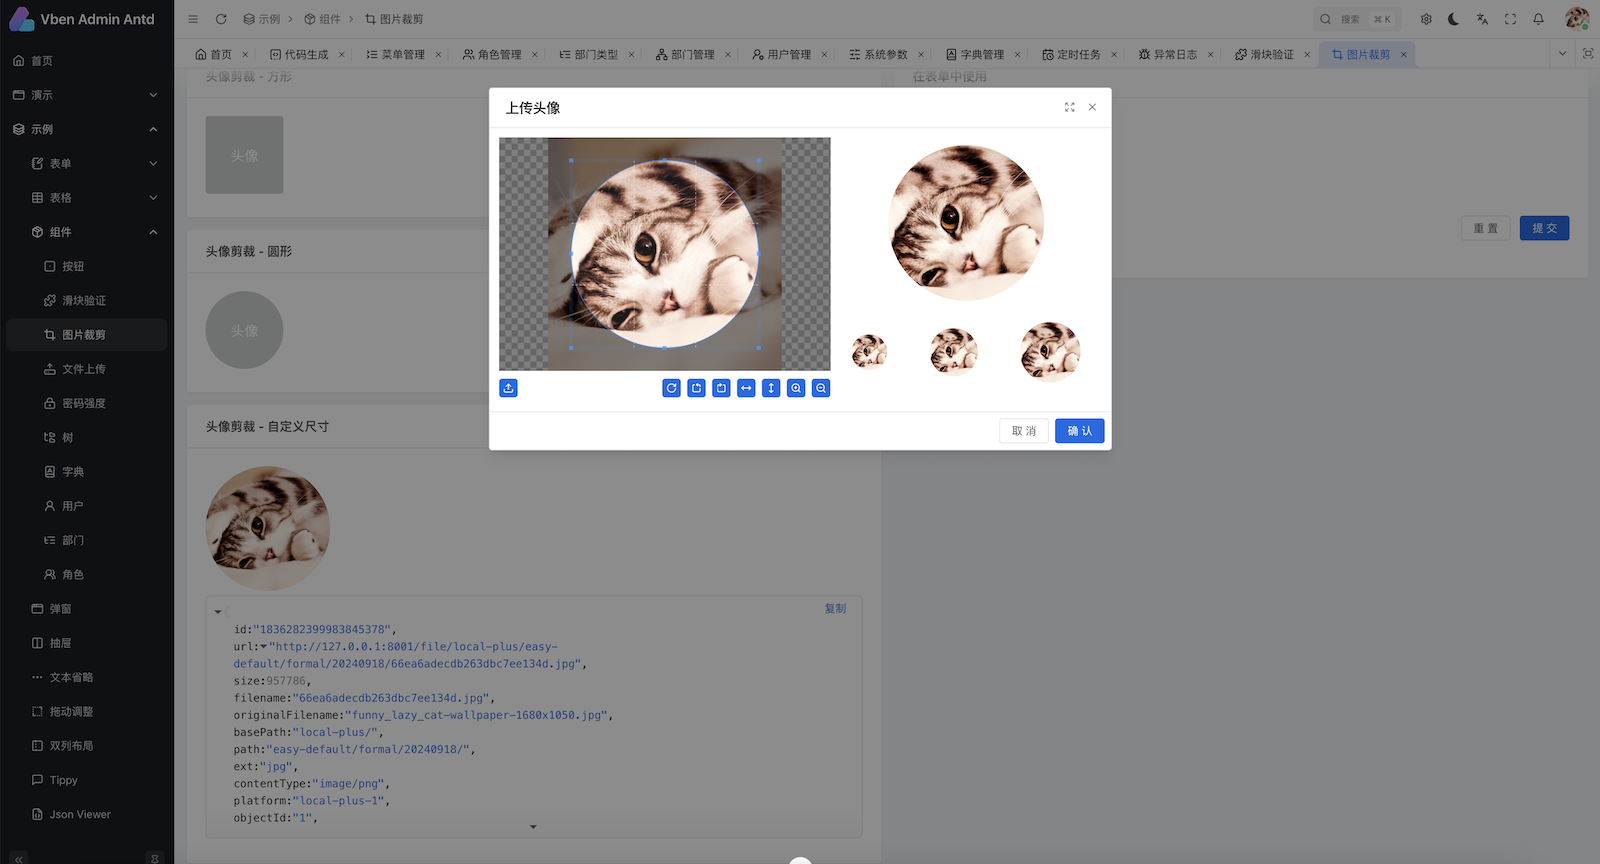 Vben Admin Antd
示例
组件
图片裁剪
搜索
⌘ K
首页
代码生成
菜单管理
角色管理
部门类型
部门管理
用户管理
系统参数
字典管理
定时任务
异常日志
滑块验证
图片裁剪
首页
演示
示例
表单
表格
组件
按钮
滑块验证
图片裁剪
文件上传
密码强度
树
字典
用户
部门
角色
弹窗
抽屉
文本省略
拖动调整
双列布局
Tippy
Json Viewer
头像剪裁 - 方形
头像
头像剪裁 - 圆形
头像
头像剪裁 - 自定义尺寸
复制
{
id:"1836282399983845378",
url:"http://127.0.0.1:8001/file/local-plus/easy-
default/formal/20240918/66ea6adecdb263dbc7ee134d.jpg",
size:957786,
filename:"66ea6adecdb263dbc7ee134d.jpg",
originalFilename:"funny_lazy_cat-wallpaper-1680x1050.jpg",
basePath:"local-plus/",
path:"easy-default/formal/20240918/",
ext:"jpg",
contentType:"image/png",
platform:"local-plus-1",
objectId:"1",
在表单中使用
重 置
提 交
上传头像
取 消
确 认